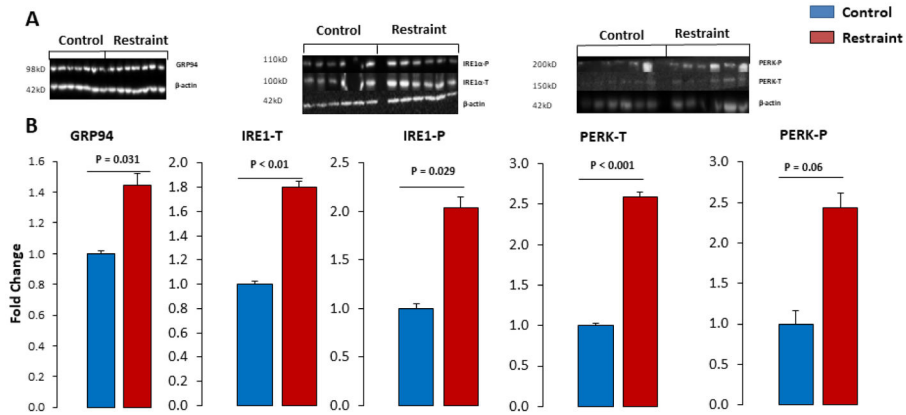 A
Control
Restraint
Control Restraint
98kD GRP94
42kD β-actin
Control Restraint
110kD IRE1α-P
100kD IRE1α-T
42kD β-actin
Control Restraint
200kD PERK-P
150kD PERK-T
42kD β-actin
B
Fold Change
GRP94
P = 0.031
1.6
1.4
1.2
1.0
0.8
0.6
0.4
0.2
0.0
IRE1-T
P < 0.01
2.0
1.8
1.6
1.4
1.2
1.0
0.8
0.6
0.4
0.2
0.0
IRE1-P
P = 0.029
2.5
2.0
1.5
1.0
0.5
0.0
PERK-T
P < 0.001
3.0
2.5
2.0
1.5
1.0
0.5
0.0
PERK-P
P = 0.06
3.0
2.5
2.0
1.5
1.0
0.5
0.0